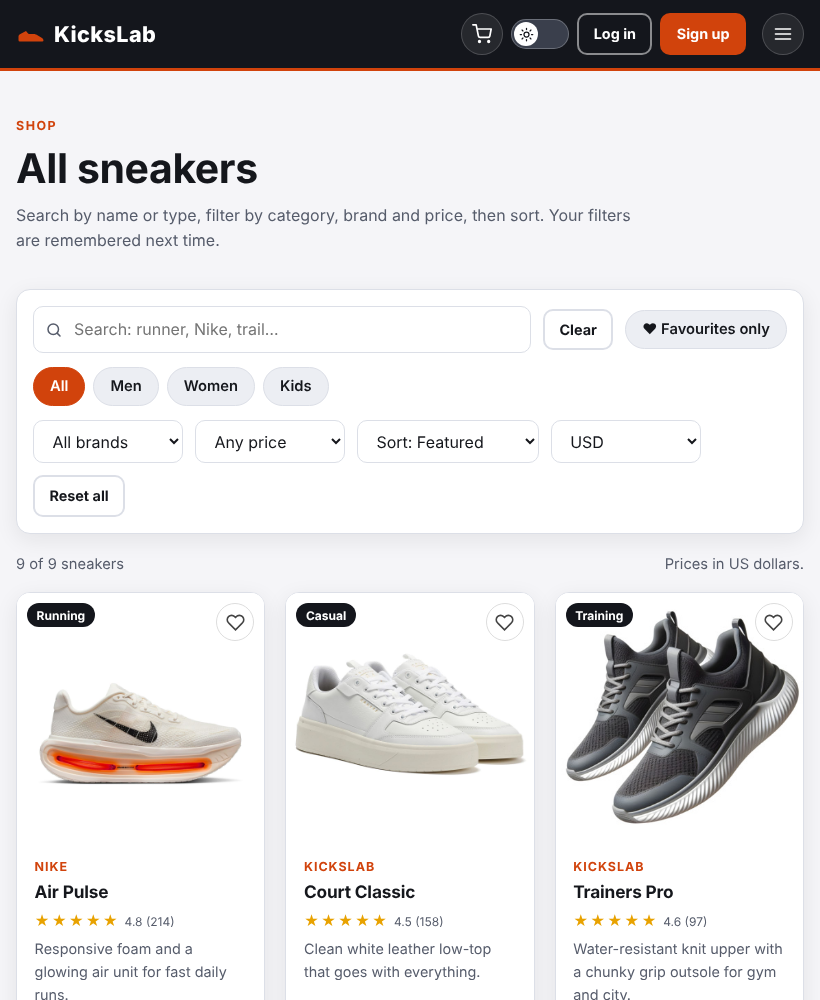 KicksLab
Log in
Sign up
SHOP
All sneakers
Search by name or type, filter by category, brand and price, then sort. Your filters
are remembered next time.
Search: runner, Nike, trail...
Clear
♥ Favourites only
All
Men
Women
Kids
All brands
Any price
Sort: Featured
USD
Reset all
9 of 9 sneakers
Prices in US dollars.
Running
NIKE
Air Pulse
★★★★★ 4.8 (214)
Responsive foam and a
glowing air unit for fast daily
runs.
Casual
KICKSLAB
Court Classic
★★★★★ 4.5 (158)
Clean white leather low-top
that goes with everything.
Training
KICKSLAB
Trainers Pro
★★★★★ 4.6 (97)
Water-resistant knit upper with
a chunky grip outsole for gym
and city.